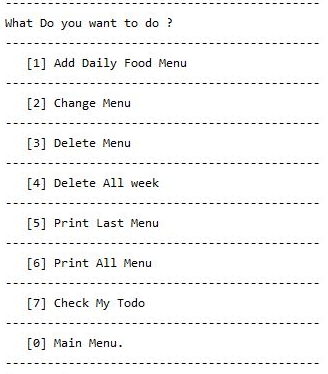 ----------------------------------------------
What Do you want to do ?
----------------------------------------------
[1] Add Daily Food Menu
----------------------------------------------
[2] Change Menu
----------------------------------------------
[3] Delete Menu
----------------------------------------------
[4] Delete All week
----------------------------------------------
[5] Print Last Menu
----------------------------------------------
[6] Print All Menu
----------------------------------------------
[7] Check My Todo
----------------------------------------------
[0] Main Menu.
----------------------------------------------